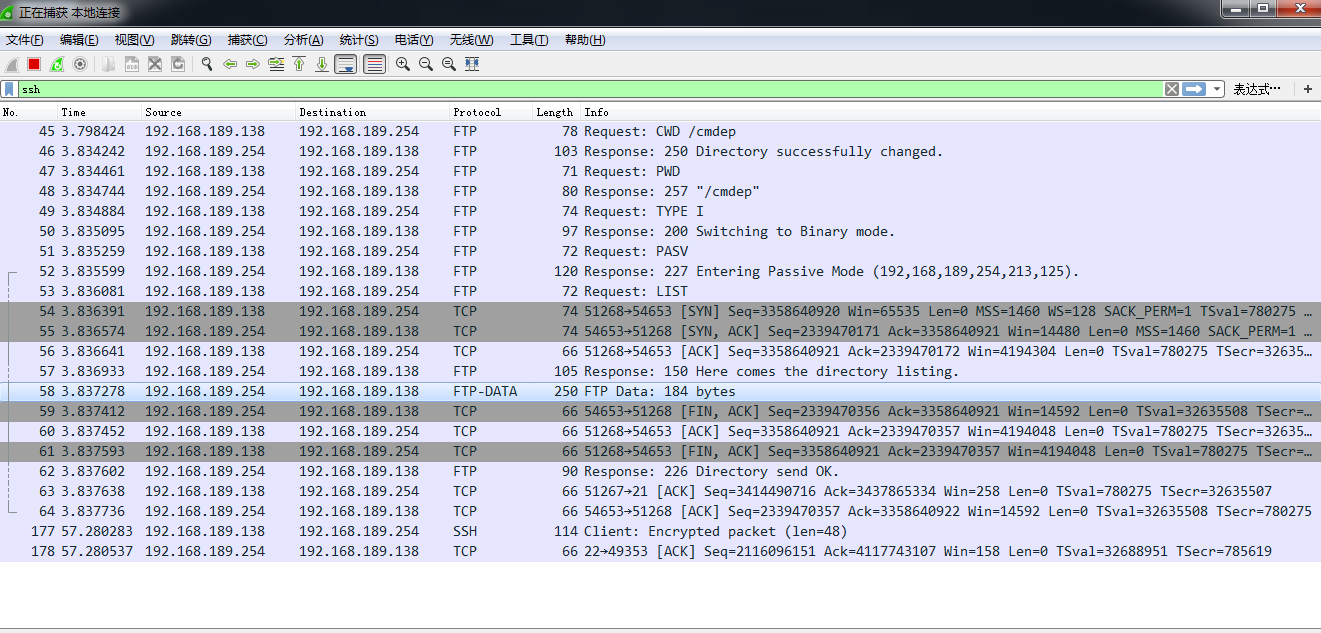 正在捕获 本地连接
文件(F) 编辑(E) 视图(V) 跳转(G) 捕获(C) 分析(A) 统计(S) 电话(Y) 无线(W) 工具(T) 帮助(H)
ssh 表达式…
No. Time Source Destination Protocol Length Info
45 3.798424 192.168.189.138 192.168.189.254 FTP 78 Request: CWD /cmdep
46 3.834242 192.168.189.254 192.168.189.138 FTP 103 Response: 250 Directory successfully changed.
47 3.834461 192.168.189.138 192.168.189.254 FTP 71 Request: PWD
48 3.834744 192.168.189.254 192.168.189.138 FTP 80 Response: 257 "/cmdep"
49 3.834884 192.168.189.138 192.168.189.254 FTP 74 Request: TYPE I
50 3.835095 192.168.189.254 192.168.189.138 FTP 97 Response: 200 Switching to Binary mode.
51 3.835259 192.168.189.138 192.168.189.254 FTP 72 Request: PASV
52 3.835599 192.168.189.254 192.168.189.138 FTP 120 Response: 227 Entering Passive Mode (192,168,189,254,213,125).
53 3.836081 192.168.189.138 192.168.189.254 FTP 72 Request: LIST
54 3.836391 192.168.189.138 192.168.189.254 TCP 74 51268→54653 [SYN] Seq=3358640920 Win=65535 Len=0 MSS=1460 WS=128 SACK_PERM=1 TSval=780275 …
55 3.836574 192.168.189.254 192.168.189.138 TCP 74 54653→51268 [SYN, ACK] Seq=2339470171 Ack=3358640921 Win=14480 Len=0 MSS=1460 SACK_PERM=1 …
56 3.836641 192.168.189.138 192.168.189.254 TCP 66 51268→54653 [ACK] Seq=3358640921 Ack=2339470172 Win=4194304 Len=0 TSval=780275 TSecr=32635…
57 3.836933 192.168.189.254 192.168.189.138 FTP 105 Response: 150 Here comes the directory listing.
58 3.837278 192.168.189.254 192.168.189.138 FTP-DATA 250 FTP Data: 184 bytes
59 3.837412 192.168.189.254 192.168.189.138 TCP 66 54653→51268 [FIN, ACK] Seq=2339470356 Ack=3358640921 Win=14592 Len=0 TSval=32635508 TSecr=…
60 3.837452 192.168.189.138 192.168.189.254 TCP 66 51268→54653 [ACK] Seq=3358640921 Ack=2339470357 Win=4194048 Len=0 TSval=780275 TSecr=32635…
61 3.837593 192.168.189.138 192.168.189.254 TCP 66 51268→54653 [FIN, ACK] Seq=3358640921 Ack=2339470357 Win=4194048 Len=0 TSval=780275 TSecr=…
62 3.837602 192.168.189.254 192.168.189.138 FTP 90 Response: 226 Directory send OK.
63 3.837638 192.168.189.138 192.168.189.254 TCP 66 51267→21 [ACK] Seq=3414490716 Ack=3437865334 Win=258 Len=0 TSval=780275 TSecr=32635507
64 3.837736 192.168.189.254 192.168.189.138 TCP 66 54653→51268 [ACK] Seq=2339470357 Ack=3358640922 Win=14592 Len=0 TSval=32635508 TSecr=780275
177 57.280283 192.168.189.138 192.168.189.254 SSH 114 Client: Encrypted packet (len=48)
178 57.280537 192.168.189.254 192.168.189.138 TCP 66 22→49353 [ACK] Seq=2116096151 Ack=4117743107 Win=158 Len=0 TSval=32688951 TSecr=785619